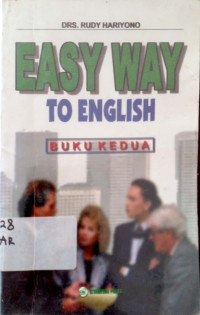 DRS. RUDY HARIYONO
EASY WAY
TO ENGLISH
BUKU KEDUA
28
AR